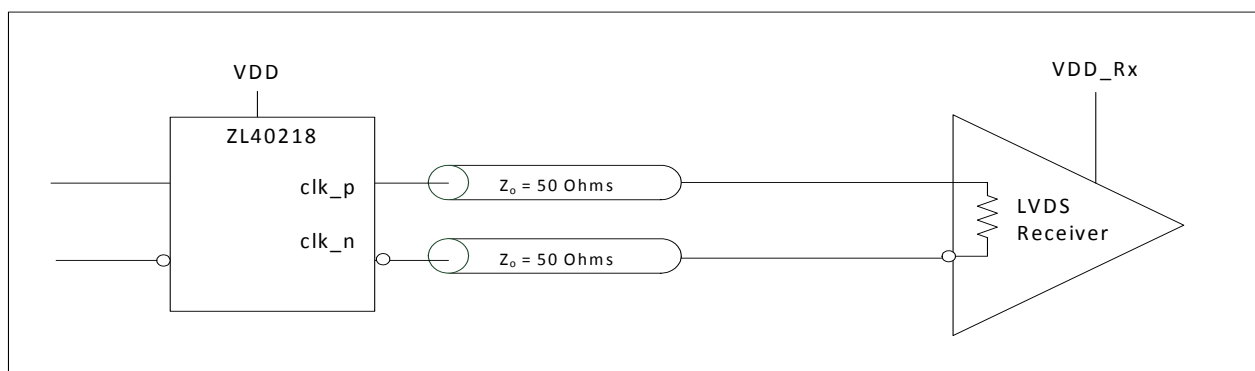 VDD
VDD_Rx
ZL40218
clk_p
Zₒ = 50 Ohms
LVDS
Receiver
clk_n
Zₒ = 50 Ohms